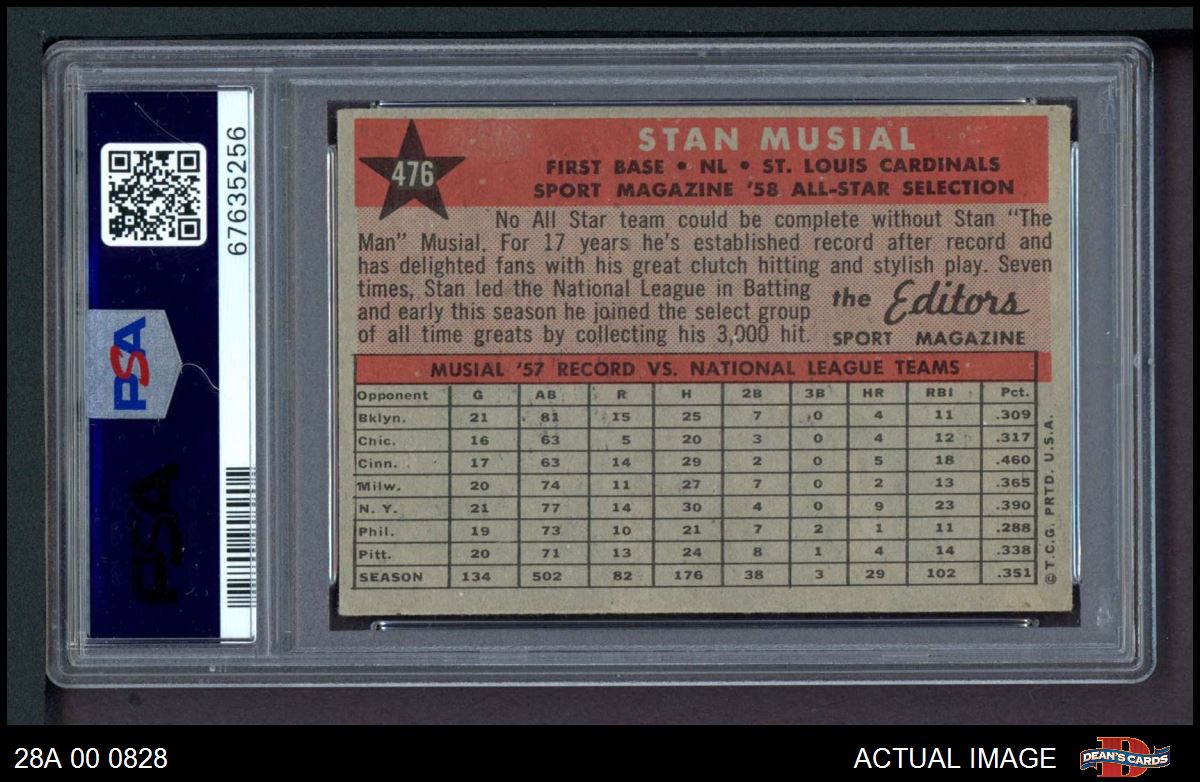 67635256
PSA
PSA
476
STAN MUSIAL
FIRST BASE • NL • ST. LOUIS CARDINALS
SPORT MAGAZINE '58 ALL-STAR SELECTION
No All Star team could be complete without Stan "The
Man" Musial. For 17 years he's established record after record and
has delighted fans with his great clutch hitting and stylish play. Seven
times, Stan led the National League in Batting
and early this season he joined the select group
of all time greats by collecting his 3,000 hit.
the Editors
SPORT MAGAZINE
MUSIAL '57 RECORD VS. NATIONAL LEAGUE TEAMS
Opponent G AB R H 2B 3B HR RBI Pct.
Bklyn. 21 81 15 25 7 0 4 11 .309
Chic. 16 63 5 20 3 0 4 12 .317
Cinn. 17 63 14 29 2 0 5 18 .460
Milw. 20 74 11 27 7 0 2 13 .365
N. Y. 21 77 14 30 4 0 9 23 .390
Phil. 19 73 10 21 7 2 1 11 .288
Pitt. 20 71 13 24 8 1 4 14 .338
SEASON 134 502 82 176 38 3 29 102 .351
© T.C.G. PRTD. U.S.A.
28A 00 0828
ACTUAL IMAGE
DEAN'S CARDS